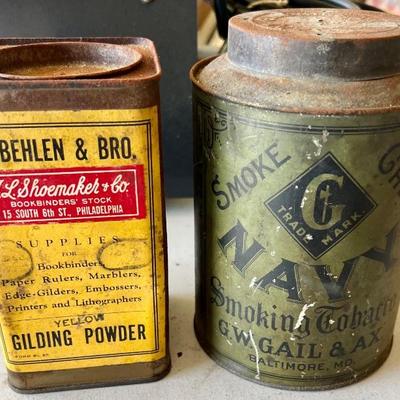 BEHLEN & BRO.
LShoemaker & Co.
BOOKBINDERS' STOCK
15 SOUTH 6th ST., PHILADELPHIA
SUPPLIES
FOR
Bookbinders
Paper Rulers, Marblers,
Edge-Gilders, Embossers,
Printers and Lithographers
YELLOW
GILDING POWDER
SMOKE
G
TRADE MARK
NAVY
Smoking Tobacco
G.W. GAIL & AX
BALTIMORE, MD.